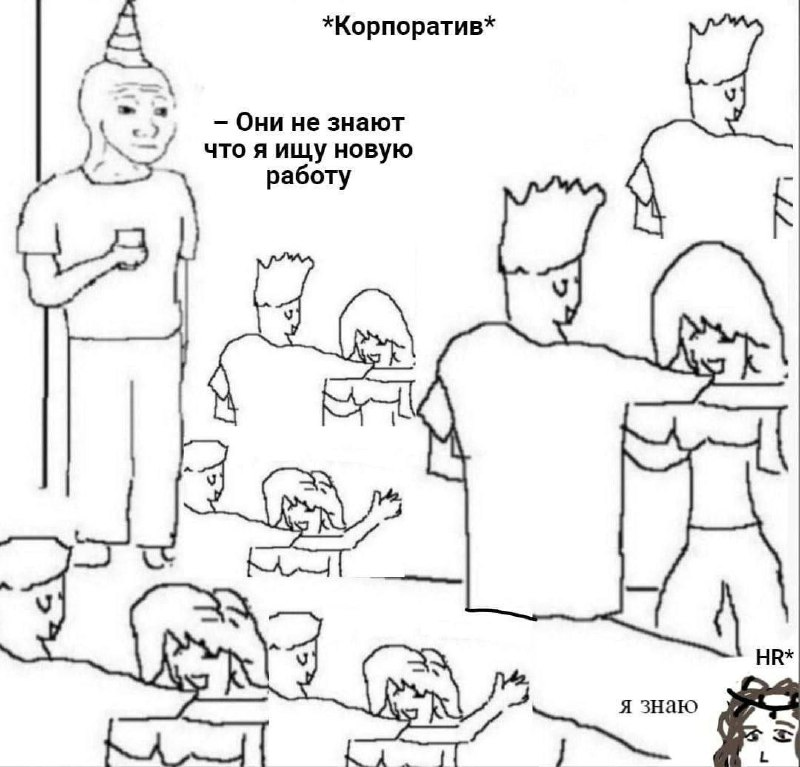 *Корпоратив*
– Они не знают
что я ищу новую
работу
HR*
я знаю